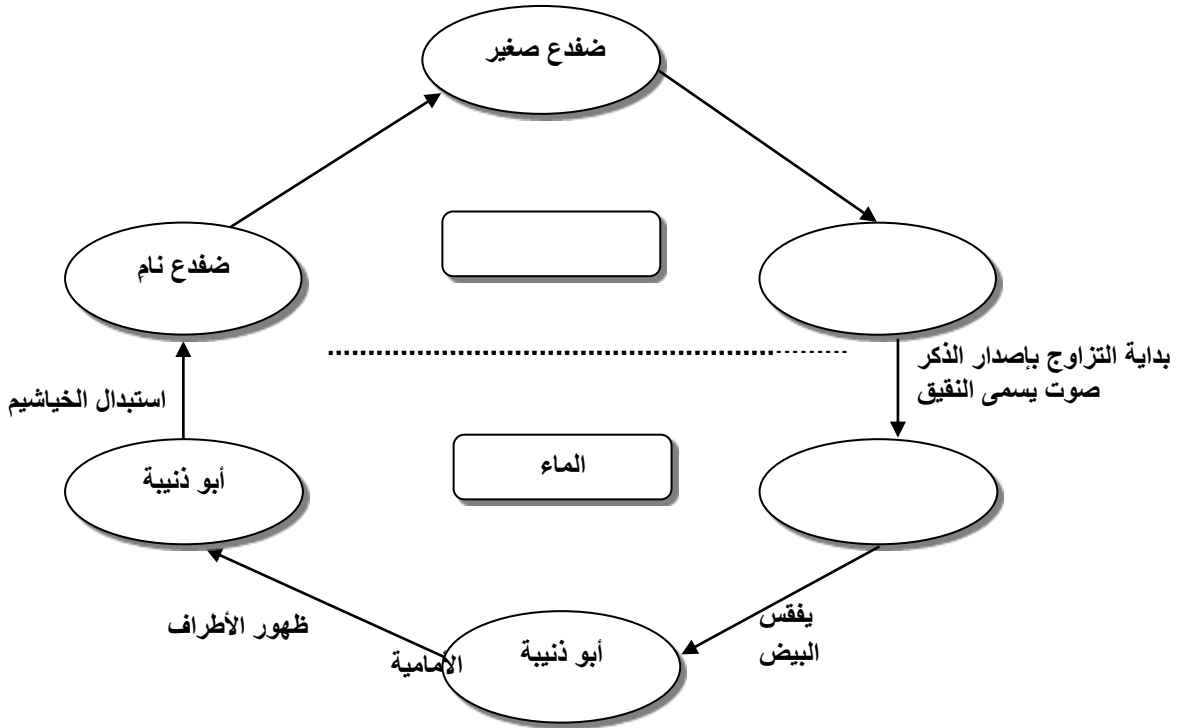 ضفدع صغير
ضفدع نامِ
بداية التزاوج بإصدار الذكر
صوت يسمى النقيق
استبدال الخياشيم
الماء
أبو ذنيبة
يفقس
البيض
ظهور الأطراف
الأمامية
أبو ذنيبة